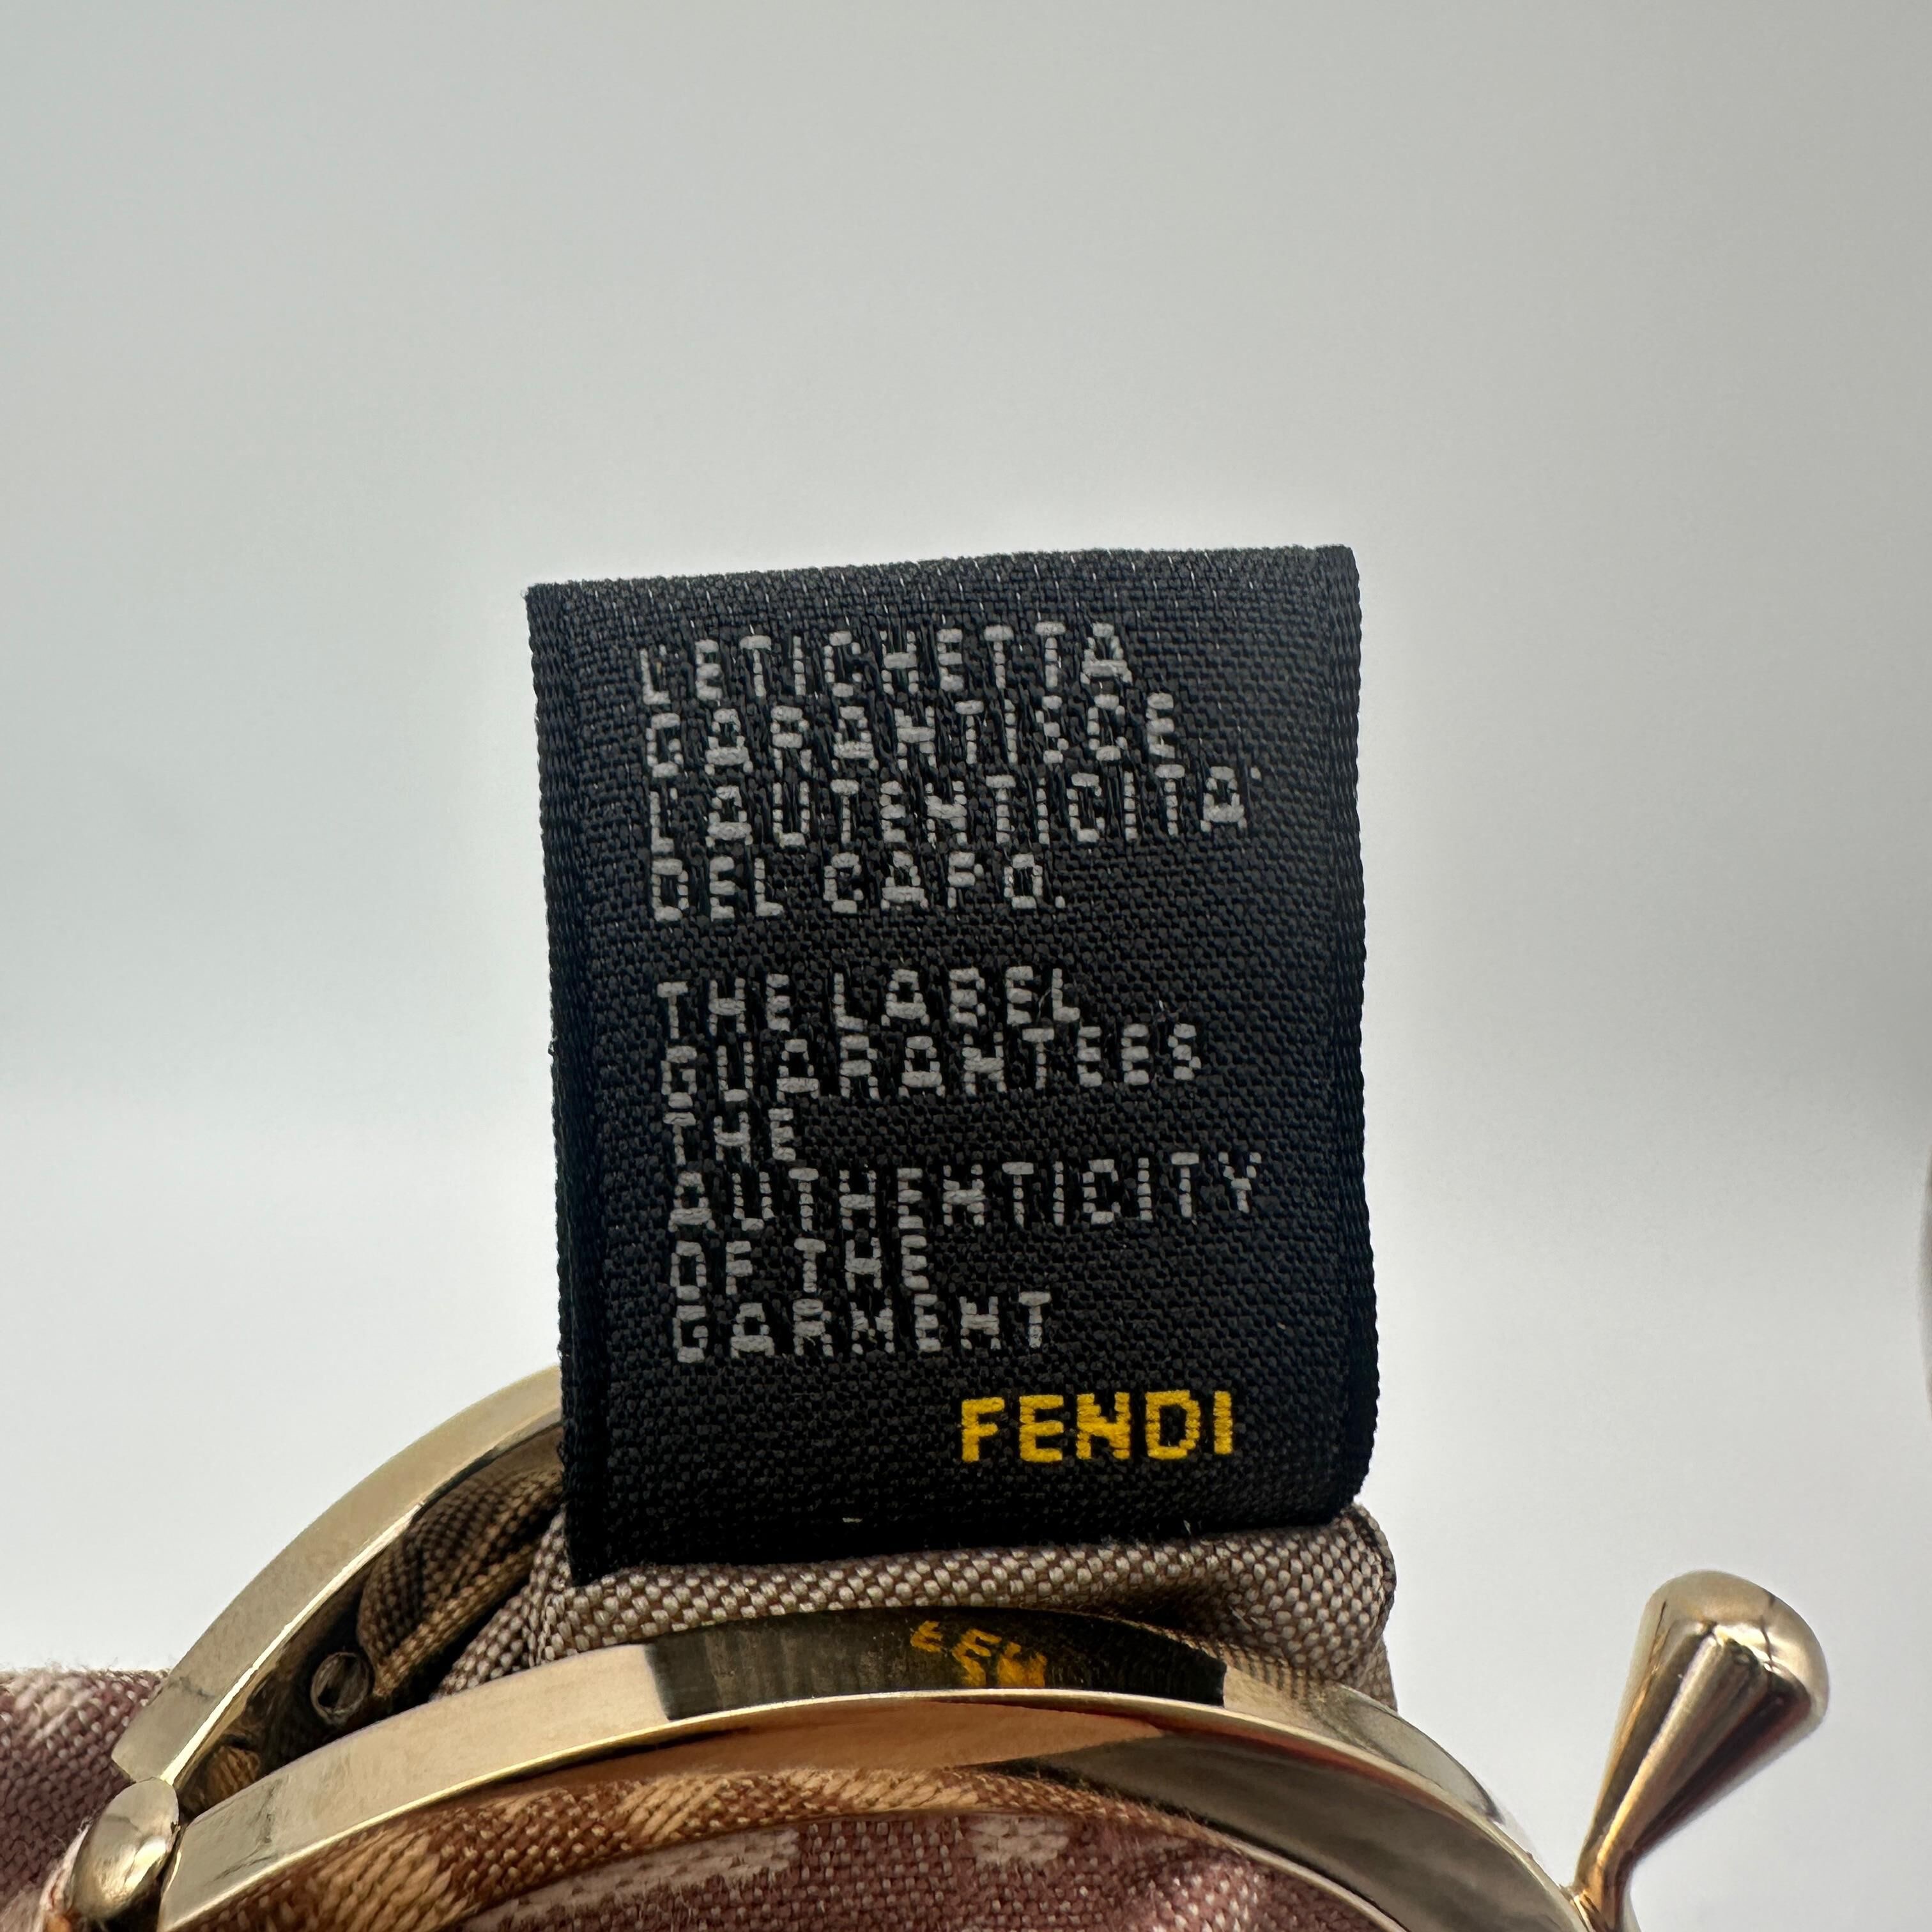 L'ETICHETTA
GARANTISCE
L'AUTENTICITA'
DEL CAPO.
THE LABEL
GUARANTEES
THE
AUTHENTICITY
OF THE
GARMENT
FENDI